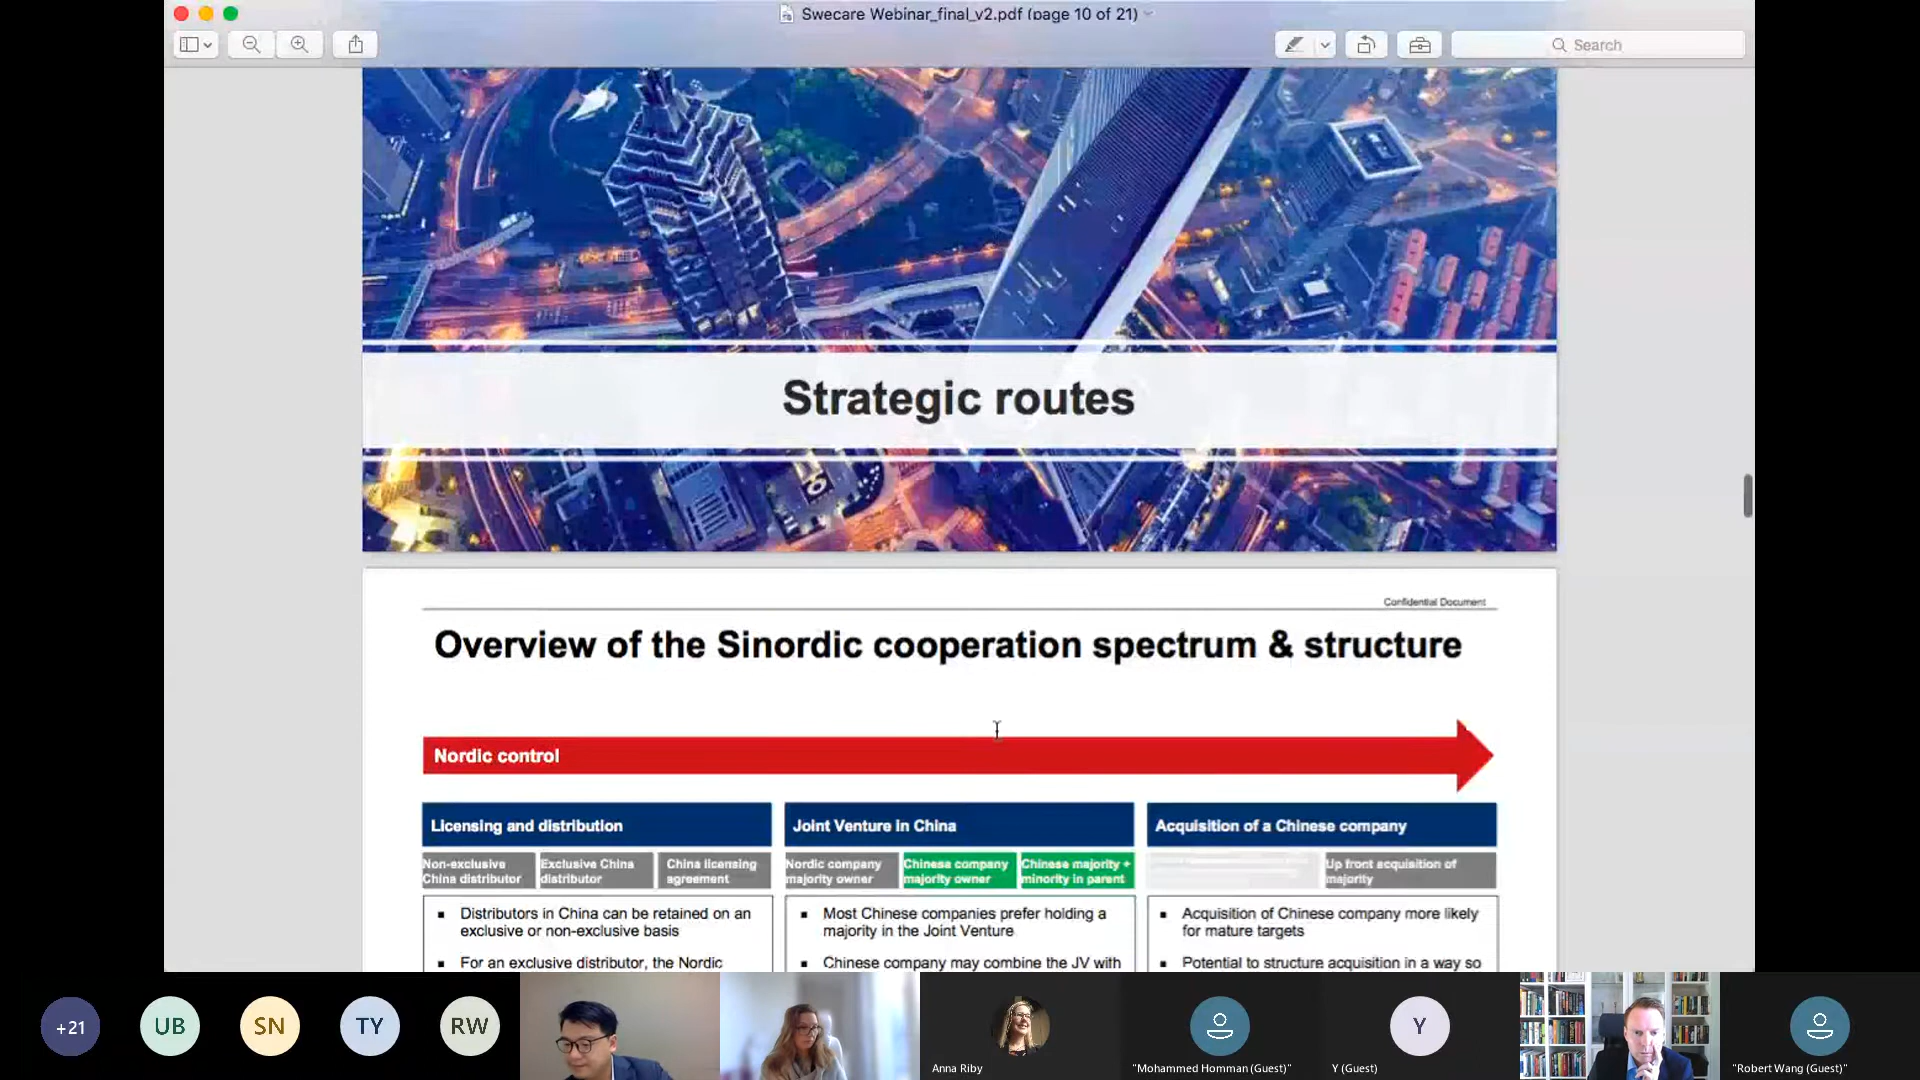 Swecare Webinar_final_v2.pdf (page 10 of 21)
Search
Strategic routes
Confidential Document
Overview of the Sinordic cooperation spectrum & structure
Nordic control
Licensing and distribution
Joint Venture in China
Acquisition of a Chinese company
Non-exclusive
China distributor
Exclusive China
distributor
China licensing
agreement
Nordic company
majority owner
Chinese company
majority owner
Chinese majority +
minority in parent
Up front acquisition of
majority
▪ Distributors in China can be retained on an
exclusive or non-exclusive basis
▪ For an exclusive distributor, the Nordic
▪ Most Chinese companies prefer holding a
majority in the Joint Venture
▪ Chinese company may combine the JV with
▪ Acquisition of Chinese company more likely
for mature targets
▪ Potential to structure acquisition in a way so
+21
UB
SN
TY
RW
Anna Riby
"Mohammed Homman (Guest)"
Y
Y (Guest)
"Robert Wang (Guest)"